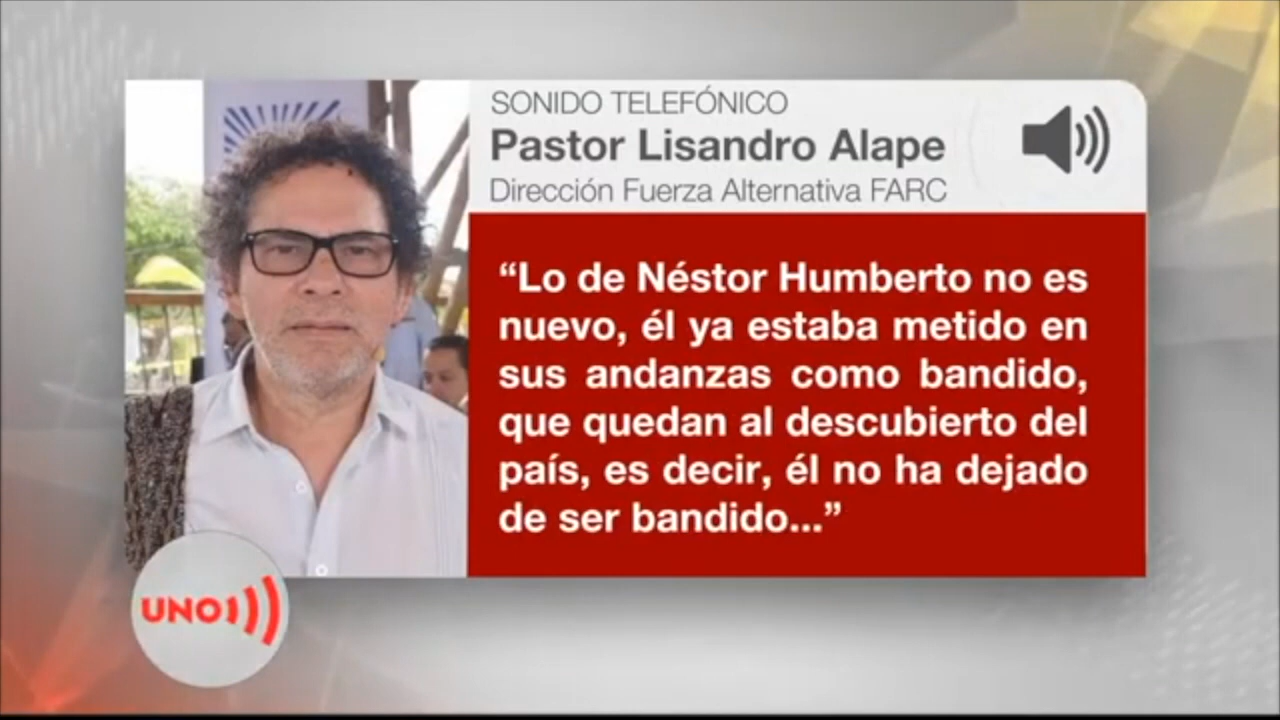 SONIDO TELEFÓNICO
Pastor Lisandro Alape
Dirección Fuerza Alternativa FARC
“Lo de Néstor Humberto no es
nuevo, él ya estaba metido en
sus andanzas como bandido,
que quedan al descubierto del
país, es decir, él no ha dejado
de ser bandido...”
UNO